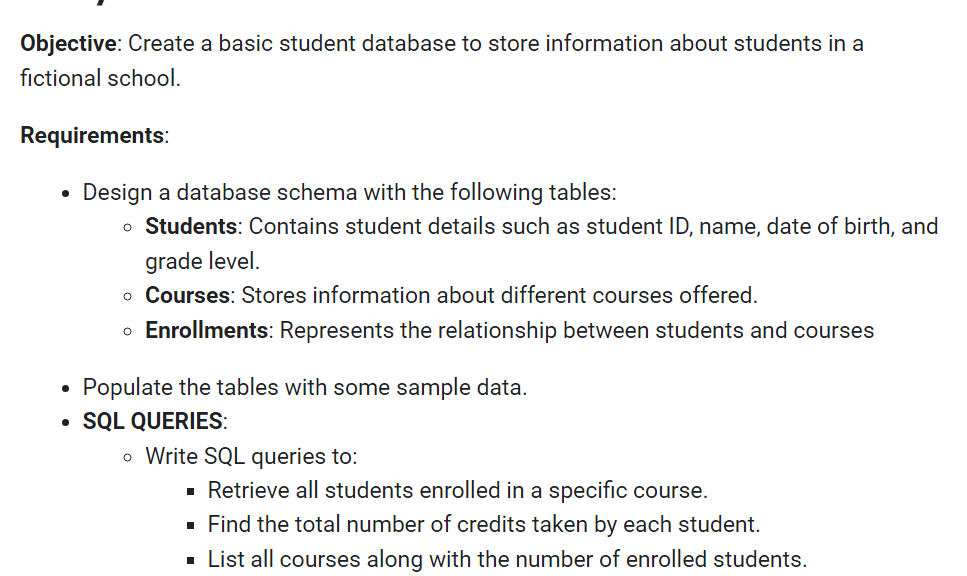 Objective: Create a basic student database to store information about students in a
fictional school.
Requirements:
• Design a database schema with the following tables:
◦ Students: Contains student details such as student ID, name, date of birth, and
grade level.
◦ Courses: Stores information about different courses offered.
◦ Enrollments: Represents the relationship between students and courses
• Populate the tables with some sample data.
• SQL QUERIES:
◦ Write SQL queries to:
▪ Retrieve all students enrolled in a specific course.
▪ Find the total number of credits taken by each student.
▪ List all courses along with the number of enrolled students.